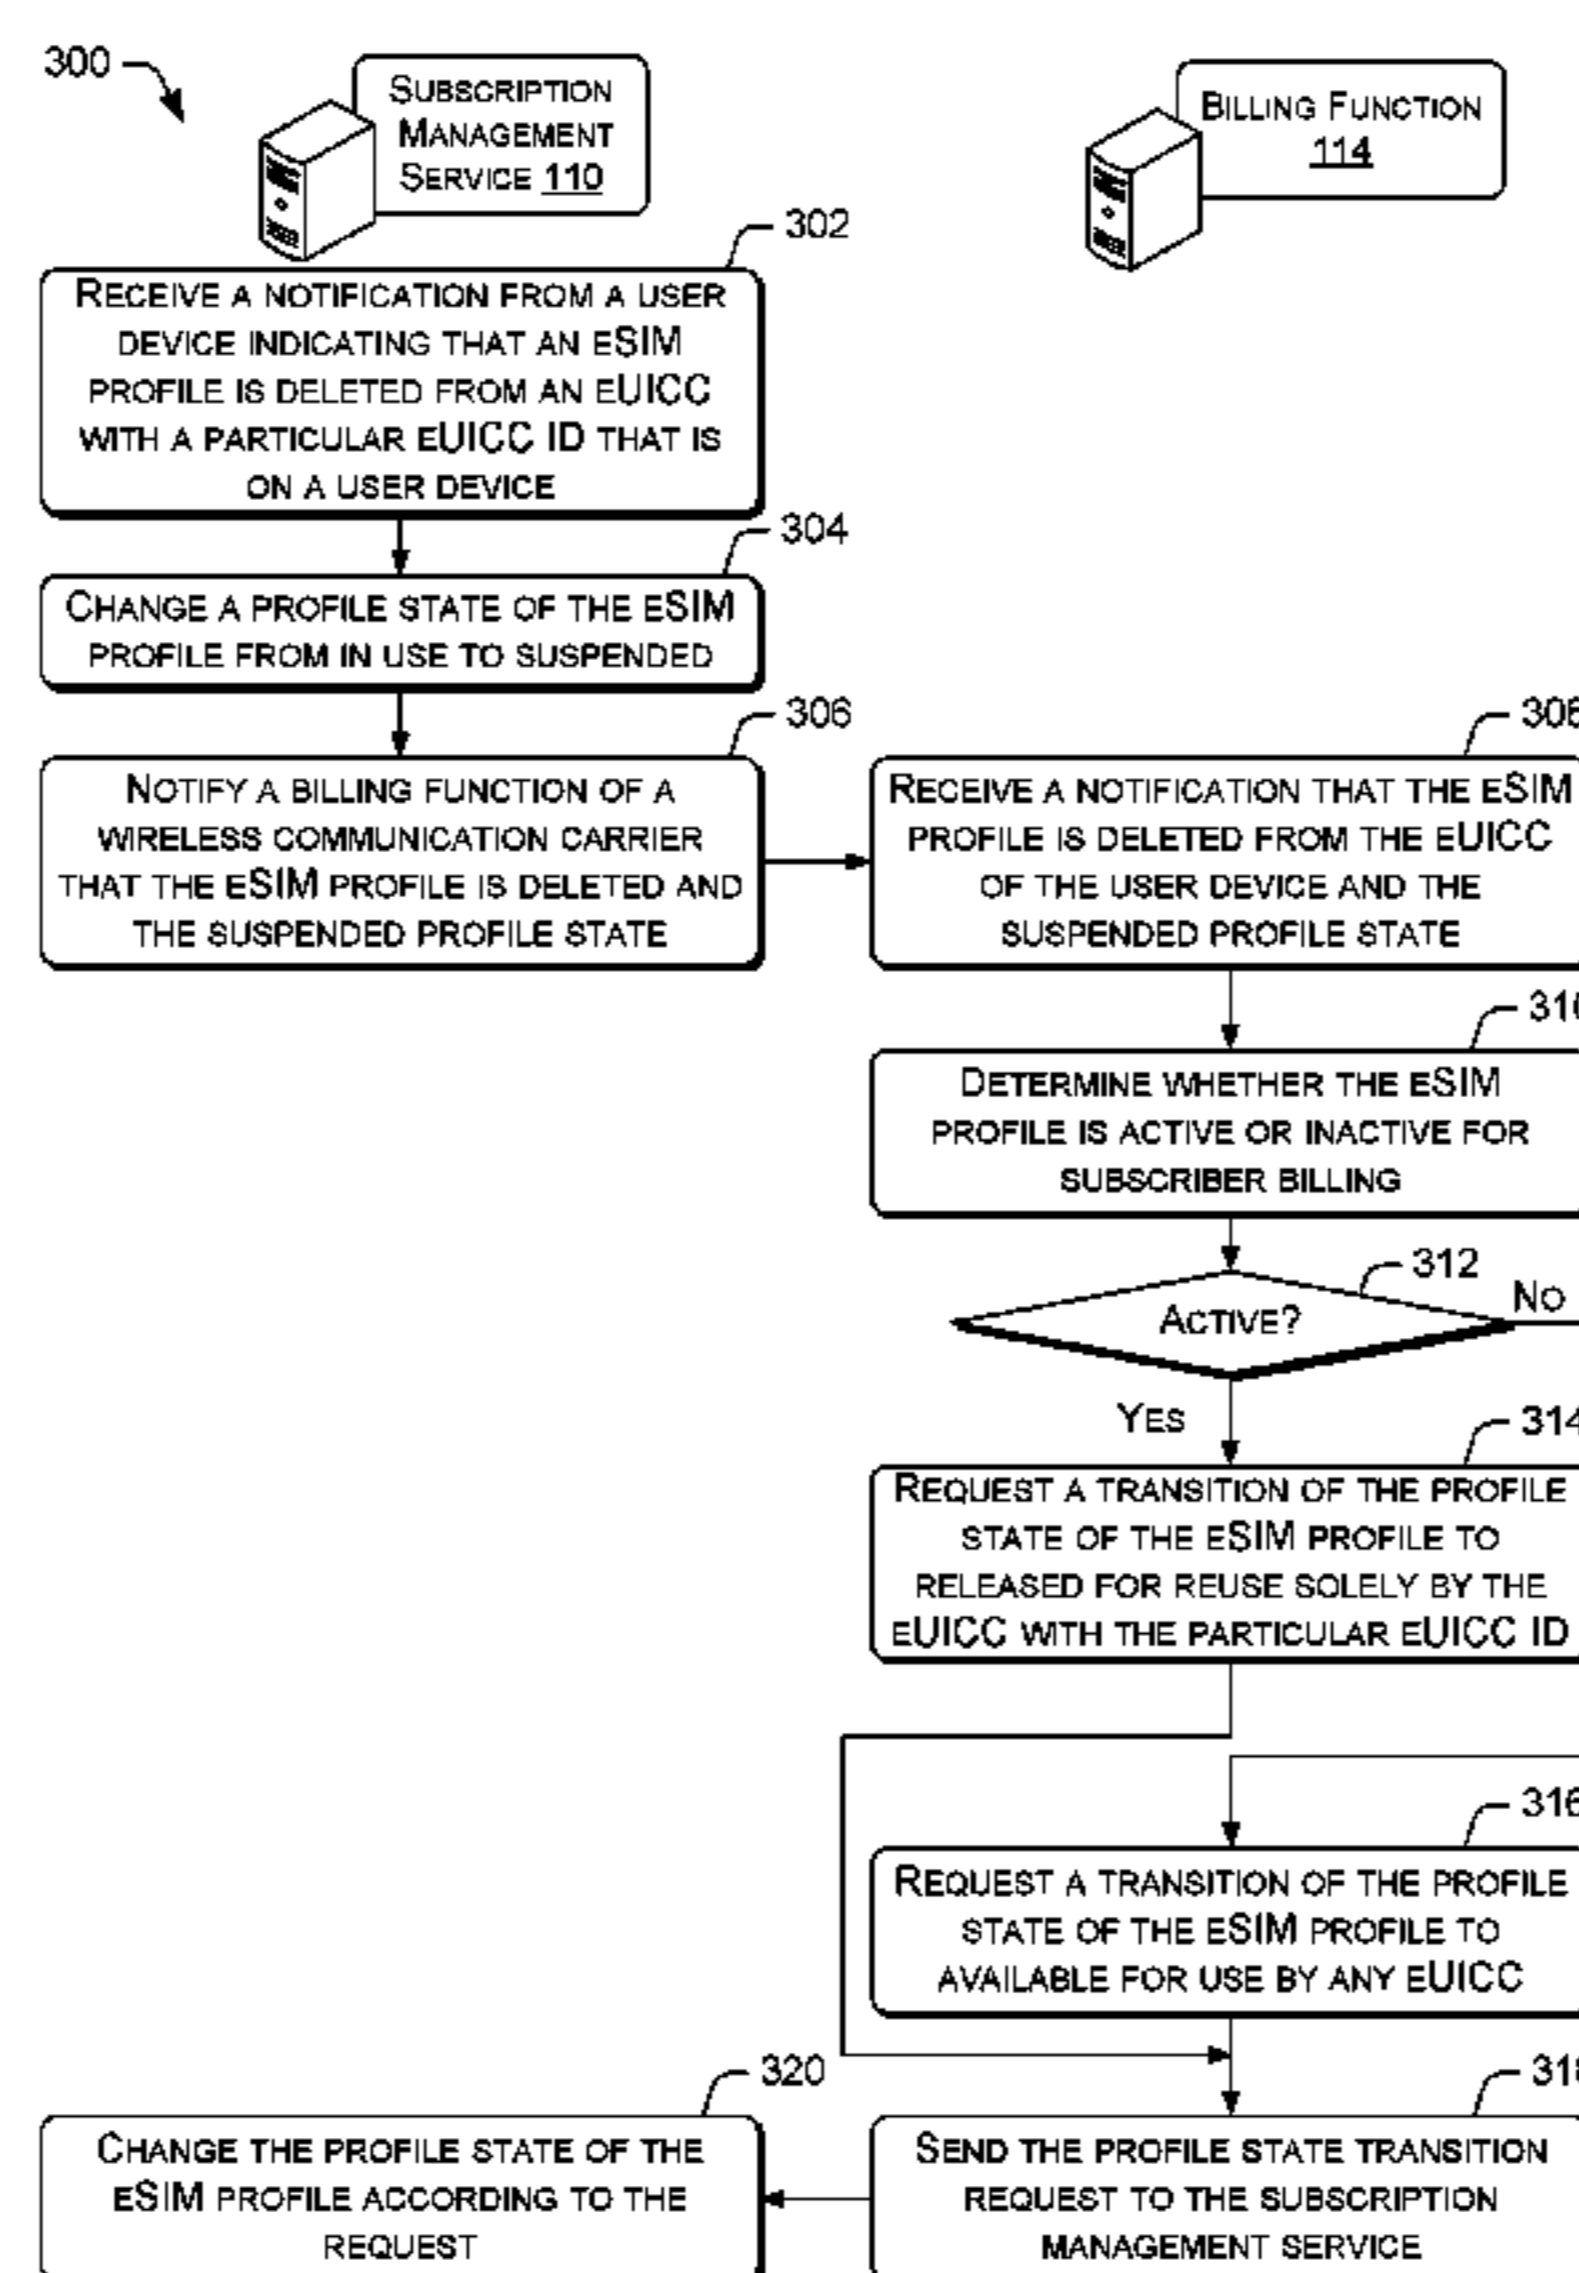 300
SUBSCRIPTION
MANAGEMENT
SERVICE 110
BILLING FUNCTION
114
302
RECEIVE A NOTIFICATION FROM A USER
DEVICE INDICATING THAT AN ESIM
PROFILE IS DELETED FROM AN EUICC
WITH A PARTICULAR EUICC ID THAT IS
ON A USER DEVICE
304
CHANGE A PROFILE STATE OF THE ESIM
PROFILE FROM IN USE TO SUSPENDED
306
NOTIFY A BILLING FUNCTION OF A
WIRELESS COMMUNICATION CARRIER
THAT THE ESIM PROFILE IS DELETED AND
THE SUSPENDED PROFILE STATE
308
RECEIVE A NOTIFICATION THAT THE ESIM
PROFILE IS DELETED FROM THE EUICC
OF THE USER DEVICE AND THE
SUSPENDED PROFILE STATE
310
DETERMINE WHETHER THE ESIM
PROFILE IS ACTIVE OR INACTIVE FOR
SUBSCRIBER BILLING
312
ACTIVE?
NO
YES
314
REQUEST A TRANSITION OF THE PROFILE
STATE OF THE ESIM PROFILE TO
RELEASED FOR REUSE SOLELY BY THE
EUICC WITH THE PARTICULAR EUICC ID
316
REQUEST A TRANSITION OF THE PROFILE
STATE OF THE ESIM PROFILE TO
AVAILABLE FOR USE BY ANY EUICC
318
SEND THE PROFILE STATE TRANSITION
REQUEST TO THE SUBSCRIPTION
MANAGEMENT SERVICE
320
CHANGE THE PROFILE STATE OF THE
ESIM PROFILE ACCORDING TO THE
REQUEST